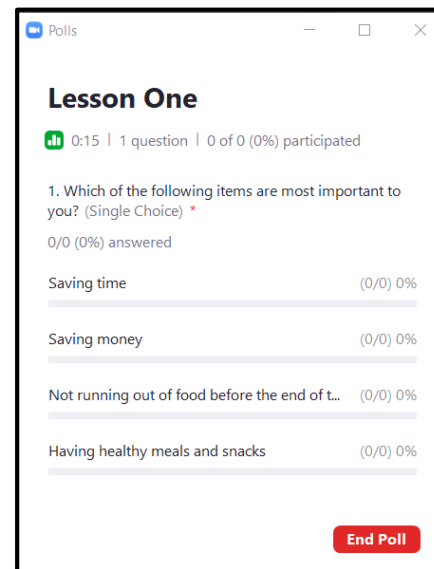 Polls
Lesson One
0:15 | 1 question | 0 of 0 (0%) participated
1. Which of the following items are most important to
you? (Single Choice) *
0/0 (0%) answered
Saving time (0/0) 0%
Saving money (0/0) 0%
Not running out of food before the end of t... (0/0) 0%
Having healthy meals and snacks (0/0) 0%
End Poll